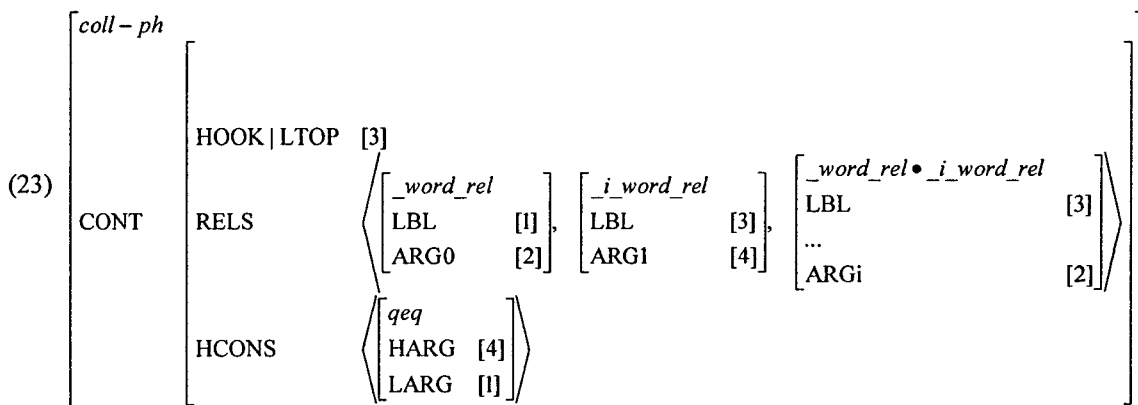 coll – ph
HOOK | LTOP [3]
_word_rel _i_word_rel _word_rel • _i_word_rel
(23) CONT RELS LBL [1], LBL [3], LBL [3]
ARG0 [2] ARG1 [4] ...
ARGi [2]
qeq
HCONS HARG [4]
LARG [1]